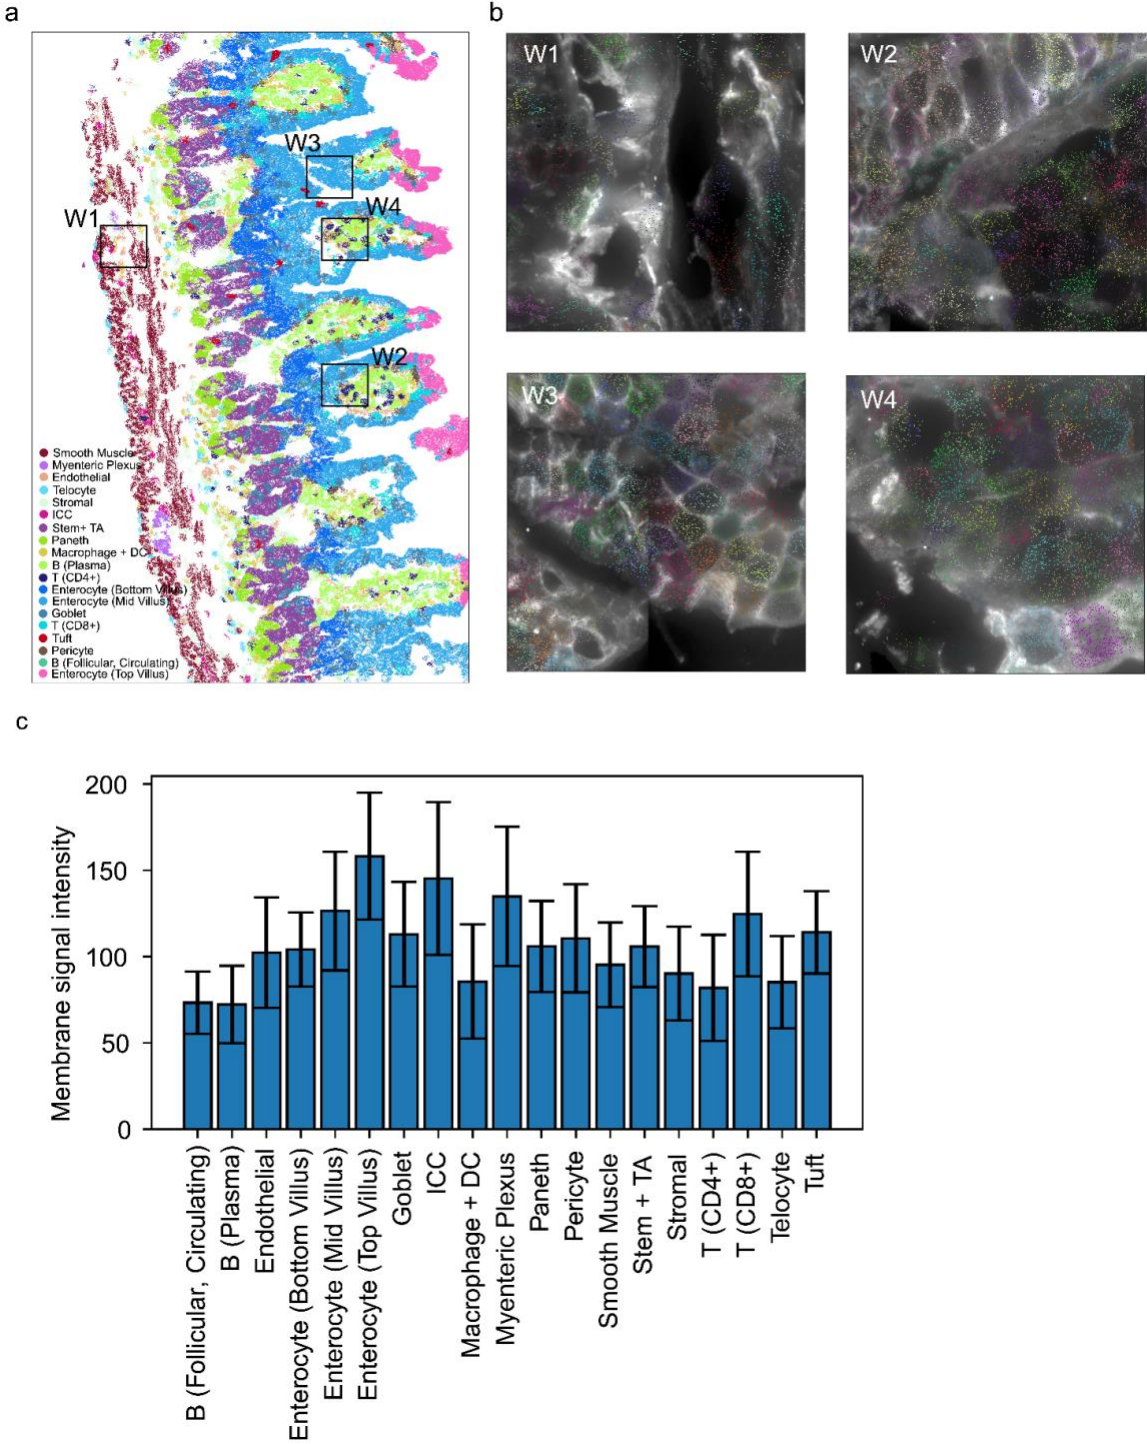 a
b
W3
W4
W1
W2
Smooth Muscle
Myenteric Plexus
Endothelial
Telocyte
Stromal
ICC
Stem+ TA
Paneth
Macrophage + DC
B (Plasma)
T (CD4+)
Enterocyte (Bottom Villus)
Enterocyte (Mid Villus)
Goblet
T (CD8+)
Tuft
Pericyte
B (Follicular, Circulating)
Enterocyte (Top Villus)
W1
W2
W3
W4
c
Membrane signal intensity
200
150
100
50
0
B (Follicular, Circulating)
B (Plasma)
Endothelial
Enterocyte (Bottom Villus)
Enterocyte (Mid Villus)
Enterocyte (Top Villus)
Goblet
ICC
Macrophage + DC
Myenteric Plexus
Paneth
Pericyte
Smooth Muscle
Stem + TA
Stromal
T (CD4+)
T (CD8+)
Telocyte
Tuft